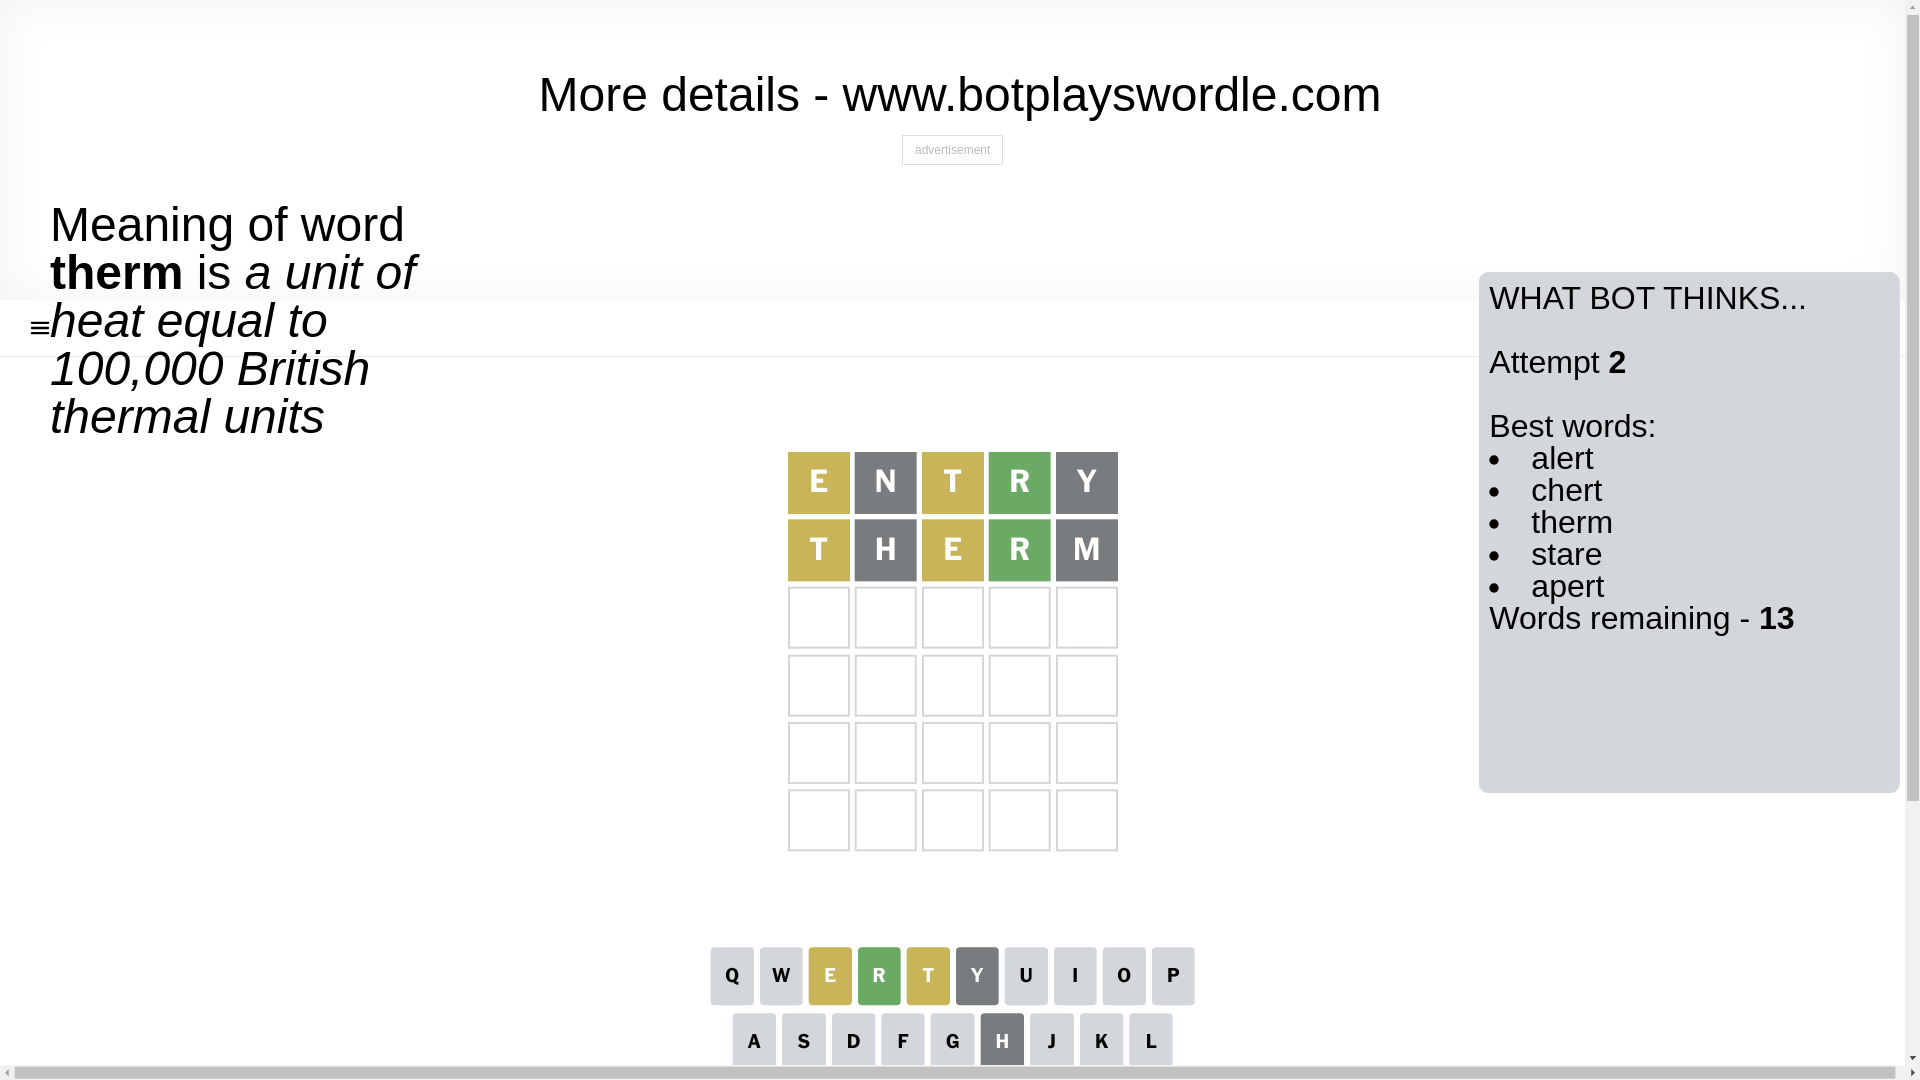 More details - www.botplayswordle.com
advertisement
Meaning of word
therm is a unit of
heat equal to
100,000 British
thermal units
WHAT BOT THINKS...
Attempt 2
Best words:
• alert
• chert
• therm
• stare
• apert
Words remaining - 13
E N T R Y
T H E R M
Q W E R T Y U I O P
A S D F G H J K L